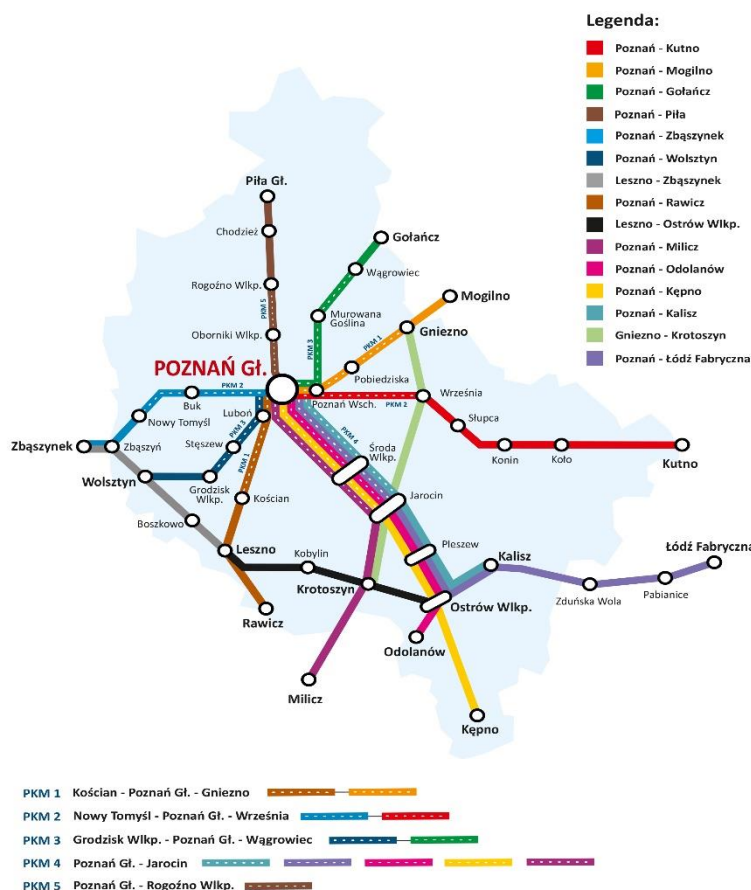 Legenda:
Poznań - Kutno
Poznań - Mogilno
Poznań - Gołańcz
Poznań - Piła
Poznań - Zbąszynek
Poznań - Wolsztyn
Leszno - Zbąszynek
Poznań - Rawicz
Leszno - Ostrów Wlkp.
Poznań - Milicz
Poznań - Odolanów
Poznań - Kępno
Poznań - Kalisz
Gniezno - Krotoszyn
Poznań - Łódź Fabryczna
Piła Gł.
Chodzież
Rogoźno Wlkp.
PKM 5
Oborniki Wlkp.
Gołańcz
Wągrowiec
Murowana
Goślina
PKM 3
Mogilno
Gniezno
PKM 1
Pobiedziska
POZNAŃ Gł.
Poznań Wsch.
PKM 2
Buk
Nowy Tomyśl
Zbąszynek
Zbąszyń
Luboń
Stęszew
PKM 3
PKM 1
Wolsztyn
Grodzisk
Wlkp.
Kościan
Boszkowo
Leszno
Rawicz
Września
PKM 2
Słupca
Konin
Koło
Kutno
PKM 4
Środa
Wlkp.
Jarocin
Pleszew
Kobylin
Krotoszyn
Kalisz
Łódź Fabryczna
Zduńska Wola
Pabianice
Ostrów Wlkp.
Odolanów
Milicz
Kępno
PKM 1 Kościan - Poznań Gł. - Gniezno
PKM 2 Nowy Tomyśl - Poznań Gł. - Września
PKM 3 Grodzisk Wlkp. - Poznań Gł. - Wągrowiec
PKM 4 Poznań Gł. - Jarocin
PKM 5 Poznań Gł. - Rogoźno Wlkp.